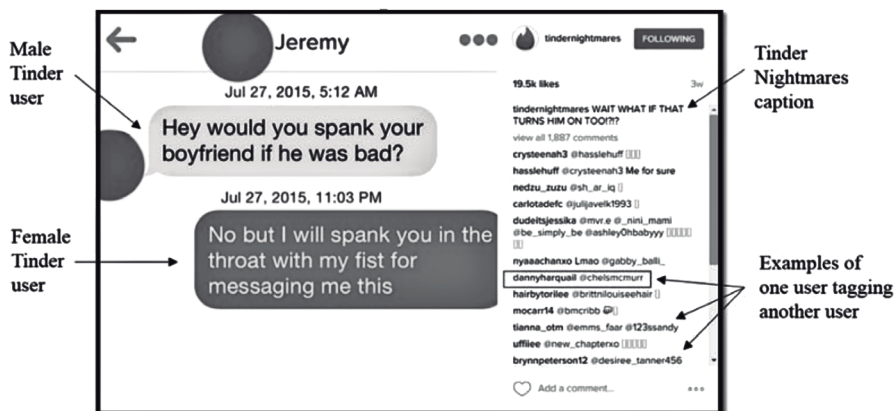 Male
Tinder
user
Female
Tinder
user
Jeremy
Jul 27, 2015, 5:12 AM
Hey would you spank your
boyfriend if he was bad?
Jul 27, 2015, 11:03 PM
No but I will spank you in the
throat with my fist for
messaging me this
tindernightmares FOLLOWING
19.5k likes 3w
tindernightmares WAIT WHAT IF THAT
TURNS HIM ON TOO!?!?
view all 1,887 comments
crysteenah3 @hasslehuff
hasslehuff @crysteenah3 Me for sure
nedzu_zuzu @sh_ar_iq
carlotadefc @julijavelk1993
dudeitsjessika @mvr.e @_nini_mami
@be_simply_be @ashley0hbabyyy
nyaaachanxo Lmao @gabby_balli_
dannyharquail @chelsmcmurr
hairbytorilee @brittnilouiseehair
mocarr14 @bmcribb
tianna_otm @emms_faar @123ssandy
uffiiee @new_chapterxo
brynnpeterson12 @desiree_tanner456
Add a comment...
Tinder
Nightmares
caption
Examples of
one user tagging
another user